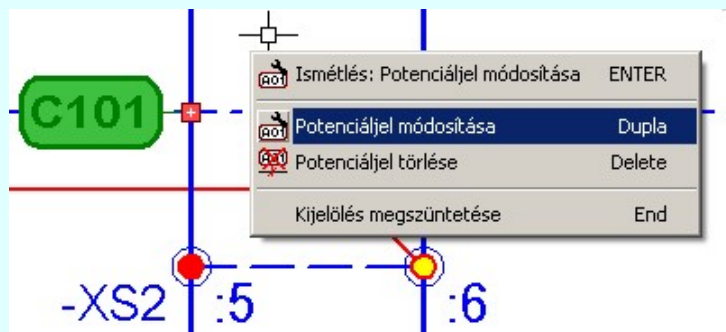 Ismétlés: Potenciáljel módosítása ENTER
C101
Potenciáljel módosítása Dupla
Potenciáljel törlése Delete
Kijelölés megszüntetése End
-XS2 :5 :6